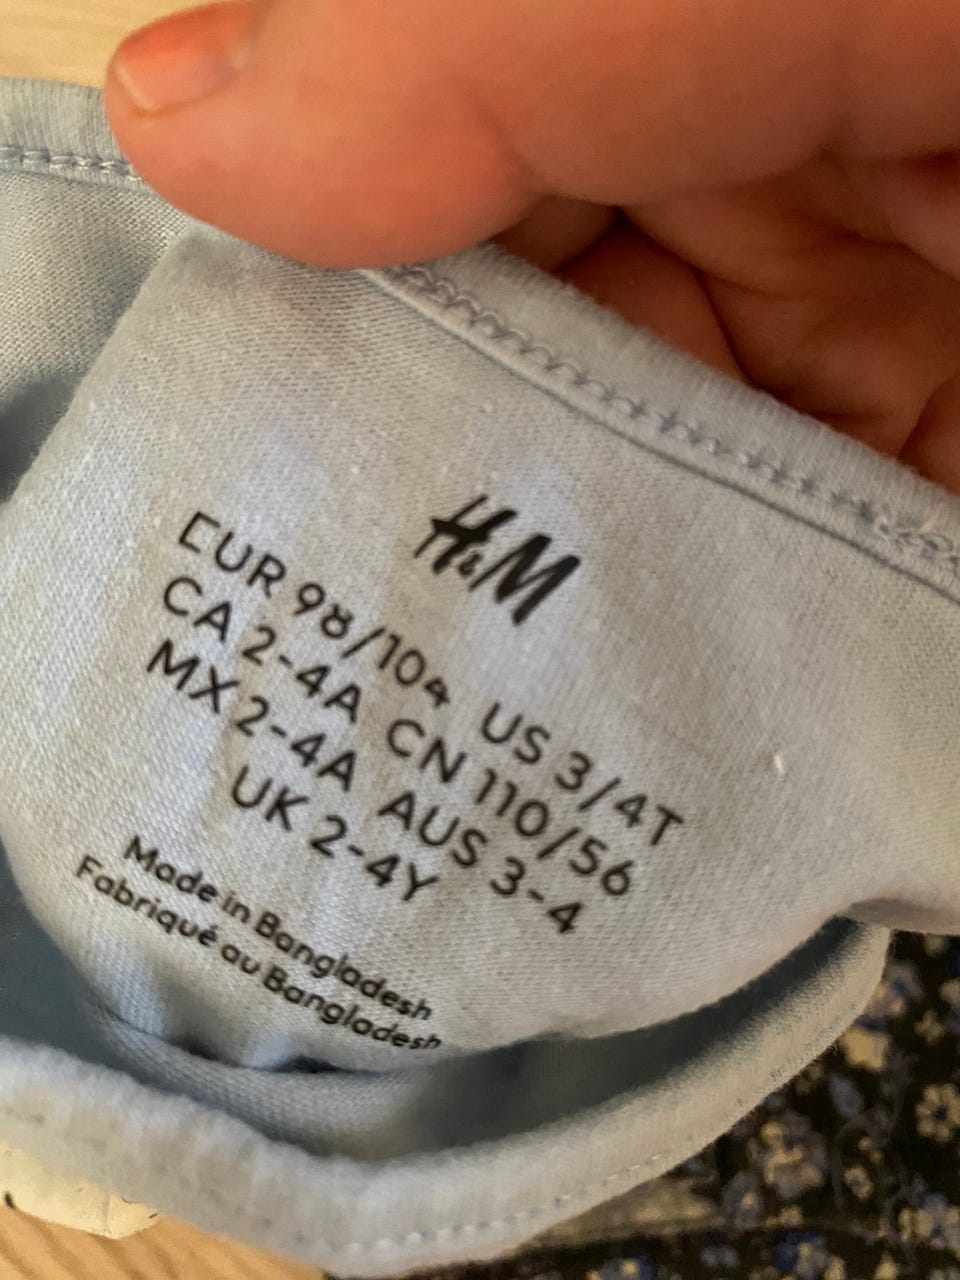 H&M
EUR 98/104 US 3/4T
CA 2-4A CN 110/56
MX 2-4A AUS 3-4
UK 2-4Y
Made in Bangladesh
Fabriqué au Bangladesh